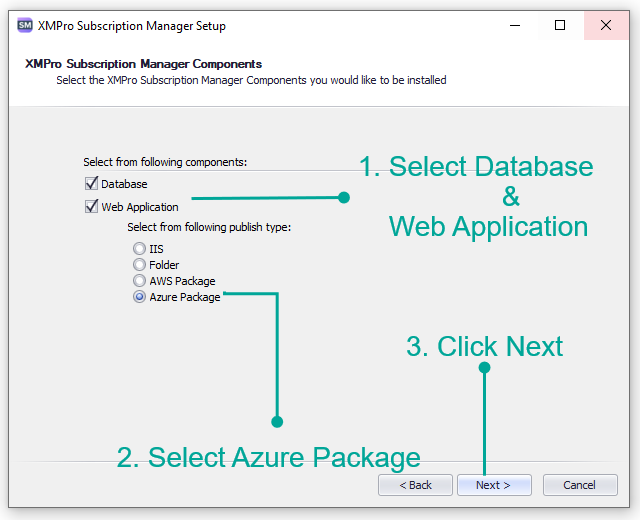 SM XMPro Subscription Manager Setup
XMPro Subscription Manager Components
Select the XMPro Subscription Manager Components you would like to be installed
Select from following components:
Database
Web Application
Select from following publish type:
IIS
Folder
AWS Package
Azure Package
1. Select Database
&
Web Application
3. Click Next
2. Select Azure Package
< Back
Next >
Cancel